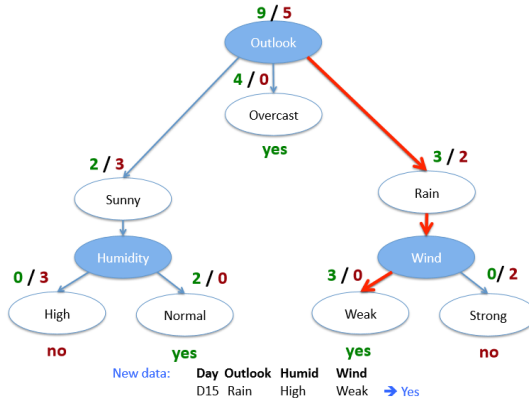 9 / 5
Outlook
4 / 0
Overcast
yes
2 / 3
3 / 2
Sunny
Rain
Humidity
Wind
0 / 3
2 / 0
3 / 0
0/ 2
High
Normal
Weak
Strong
no
yes
yes
no
New data: Day Outlook Humid Wind
D15 Rain High Weak ➔ Yes